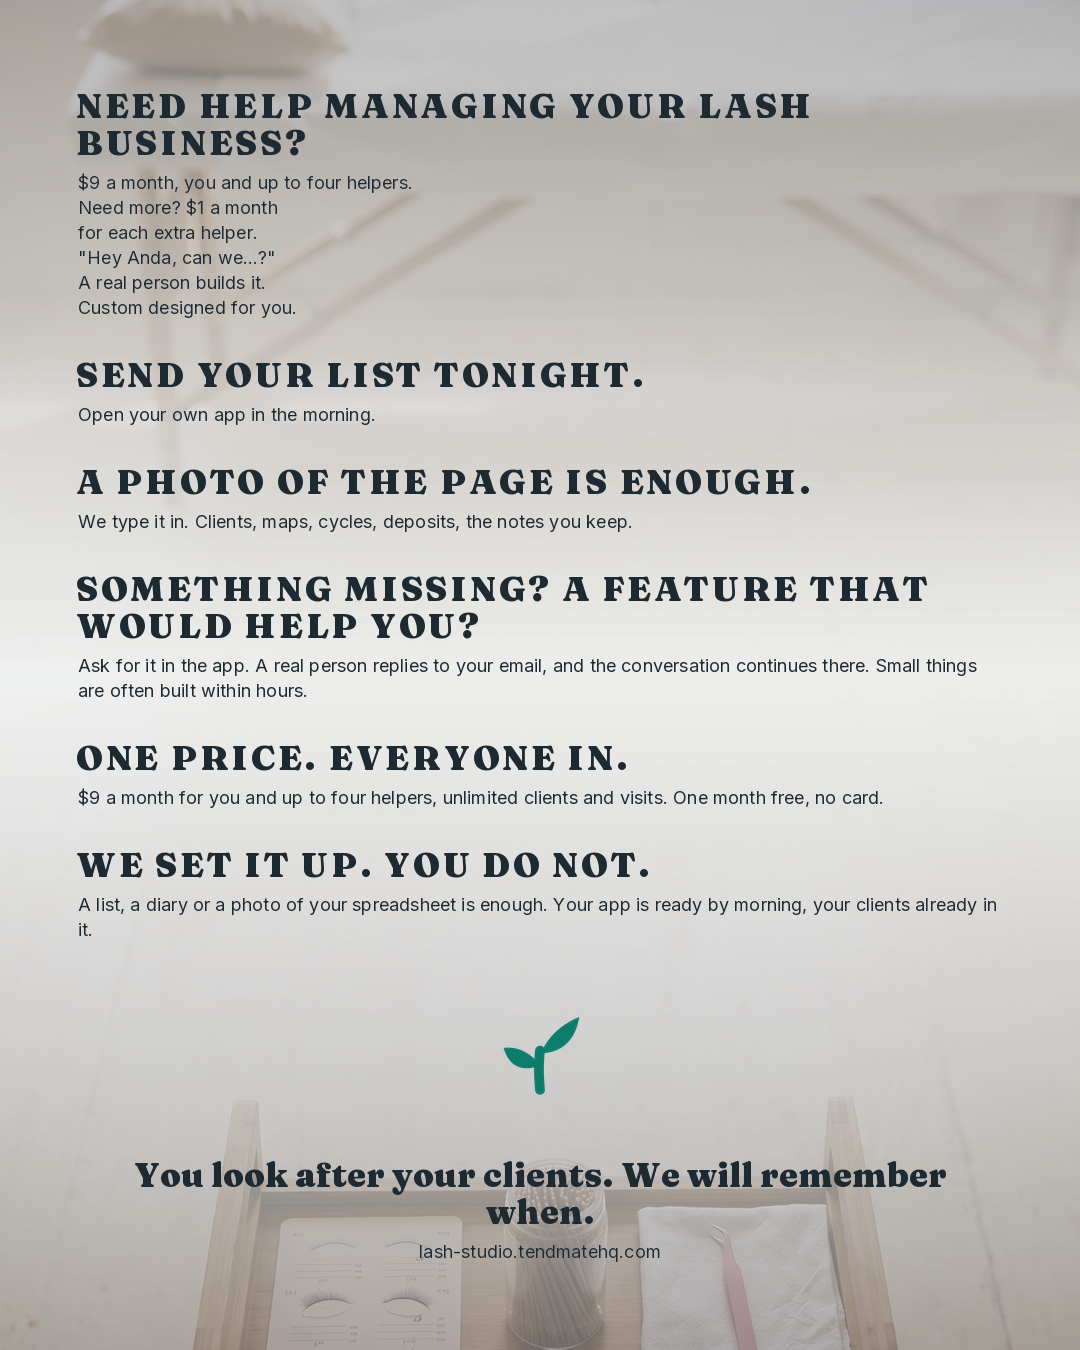 NEED HELP MANAGING YOUR LASH
BUSINESS?
$9 a month, you and up to four helpers.
Need more? $1 a month
for each extra helper.
"Hey Anda, can we...?"
A real person builds it.
Custom designed for you.
SEND YOUR LIST TONIGHT.
Open your own app in the morning.
A PHOTO OF THE PAGE IS ENOUGH.
We type it in. Clients, maps, cycles, deposits, the notes you keep.
SOMETHING MISSING? A FEATURE THAT
WOULD HELP YOU?
Ask for it in the app. A real person replies to your email, and the conversation continues there. Small things
are often built within hours.
ONE PRICE. EVERYONE IN.
$9 a month for you and up to four helpers, unlimited clients and visits. One month free, no card.
WE SET IT UP. YOU DO NOT.
A list, a diary or a photo of your spreadsheet is enough. Your app is ready by morning, your clients already in
it.
You look after your clients. We will remember
when.
lash-studio.tendmatehq.com